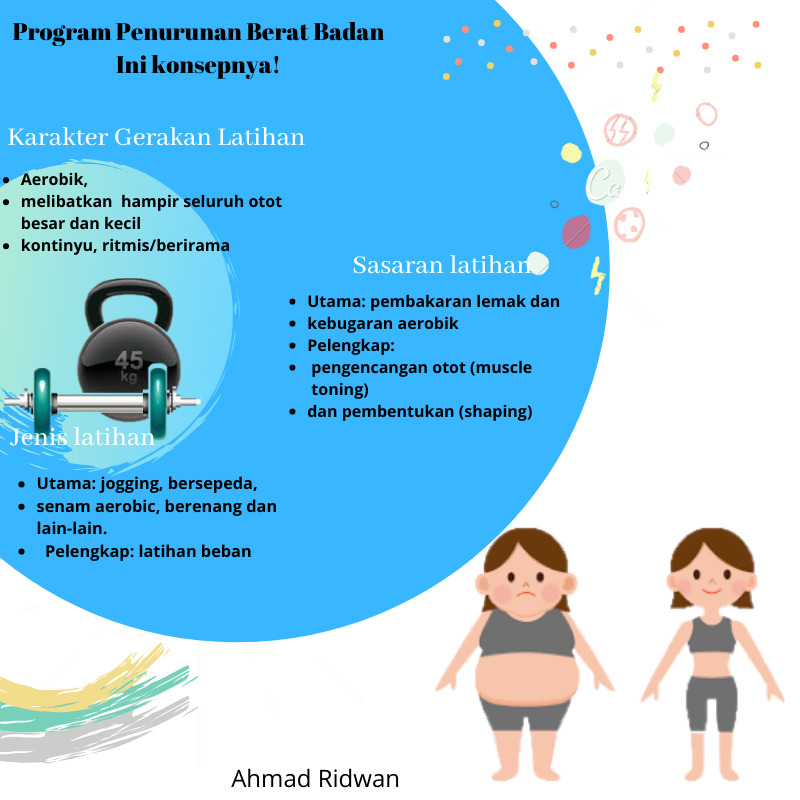 Program Penurunan Berat Badan
Ini konsepnya!
Karakter Gerakan Latihan
Aerobik,
melibatkan hampir seluruh otot
besar dan kecil
kontinyu, ritmis/berirama
45
kg
Ca
Sasaran latihan
Utama: pembakaran lemak dan
kebugaran aerobik
Pelengkap:
pengencangan otot (muscle
toning)
dan pembentukan (shaping)
Jenis latihan
Utama: jogging, bersepeda,
senam aerobic, berenang dan
lain-lain.
Pelengkap: latihan beban
Ahmad Ridwan